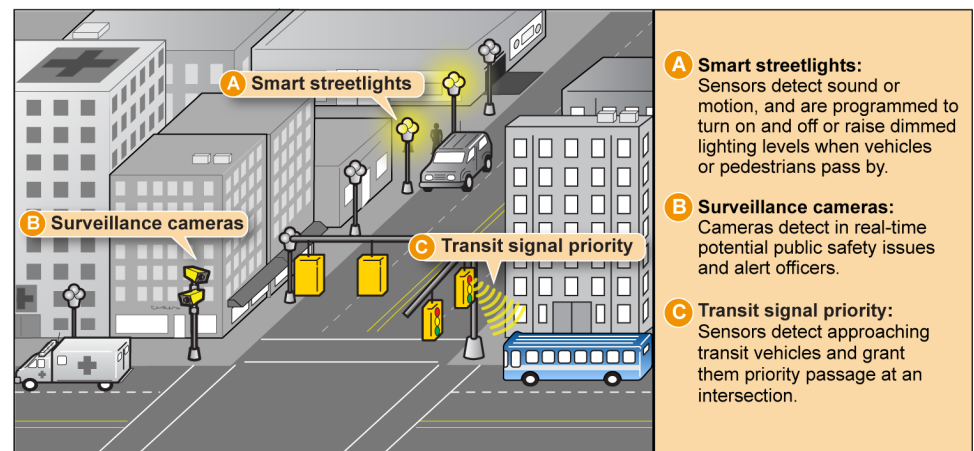 A Smart streetlights
B Surveillance cameras
C Transit signal priority
A Smart streetlights:
Sensors detect sound or
motion, and are programmed to
turn on and off or raise dimmed
lighting levels when vehicles
or pedestrians pass by.
B Surveillance cameras:
Cameras detect in real-time
potential public safety issues
and alert officers.
C Transit signal priority:
Sensors detect approaching
transit vehicles and grant
them priority passage at an
intersection.